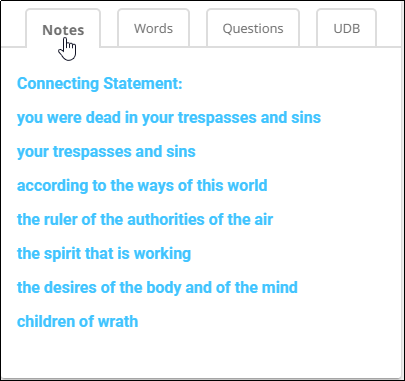 Notes Words Questions UDB
Connecting Statement:
you were dead in your trespasses and sins
your trespasses and sins
according to the ways of this world
the ruler of the authorities of the air
the spirit that is working
the desires of the body and of the mind
children of wrath